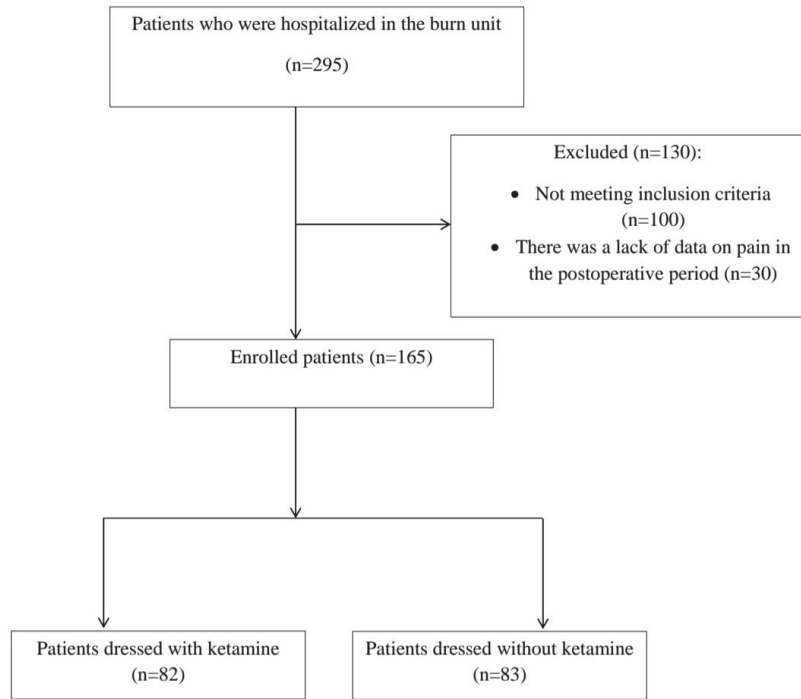 Patients who were hospitalized in the burn unit
(n=295)
Excluded (n=130):
• Not meeting inclusion criteria
(n=100)
• There was a lack of data on pain in
the postoperative period (n=30)
Enrolled patients (n=165)
Patients dressed with ketamine
(n=82)
Patients dressed without ketamine
(n=83)